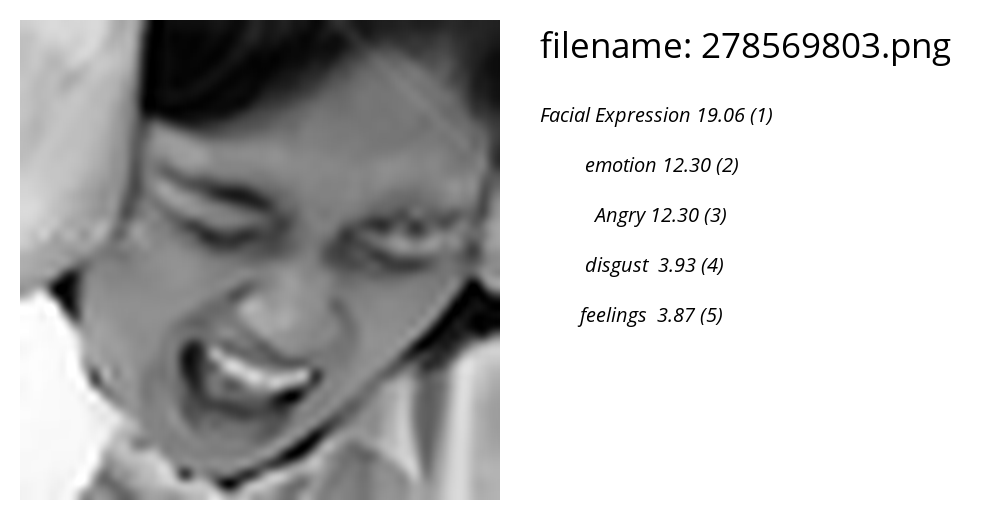 filename: 278569803.png
Facial Expression 19.06 (1)
emotion 12.30 (2)
Angry 12.30 (3)
disgust 3.93 (4)
feelings 3.87 (5)